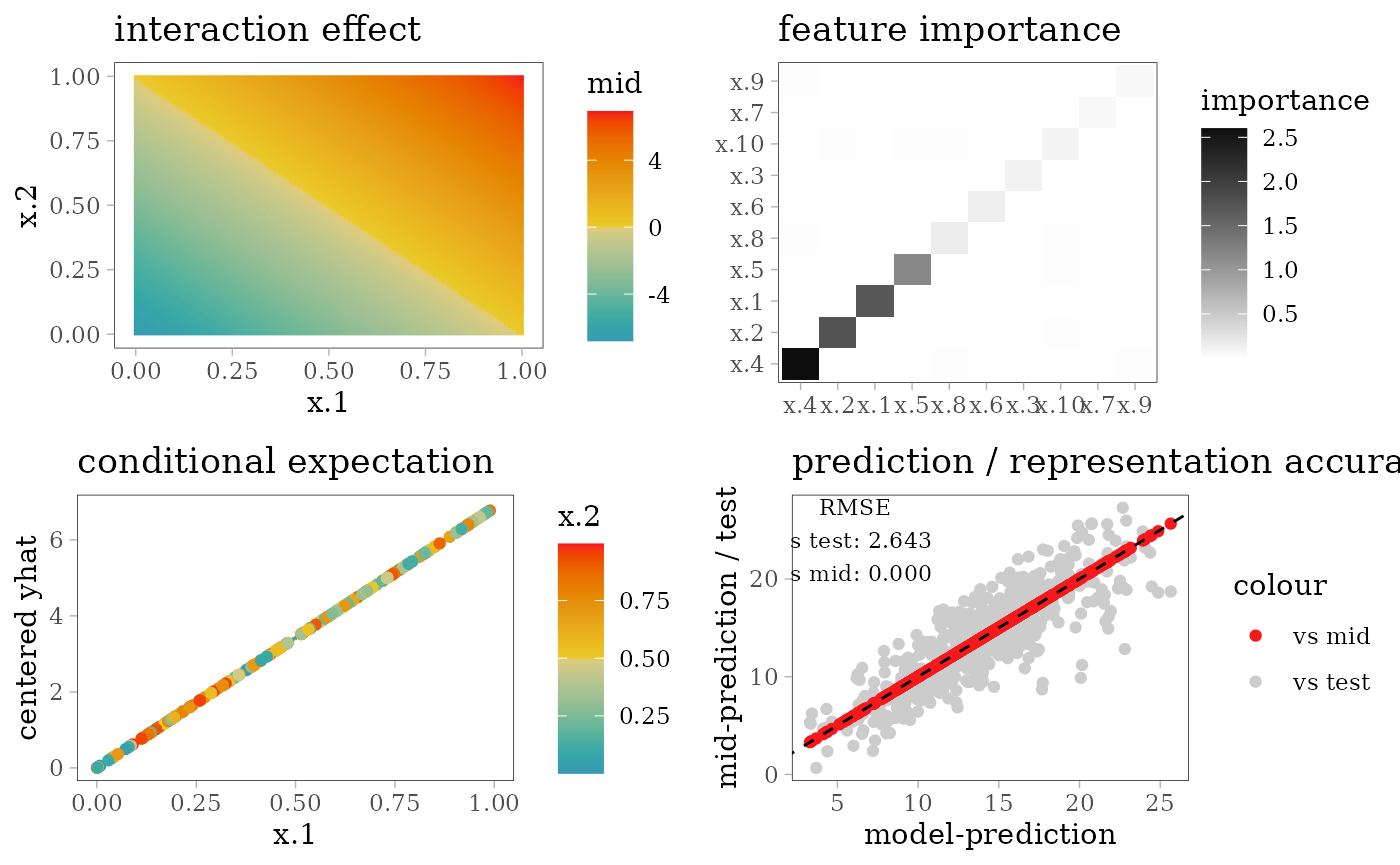 interaction effect
mid
1.00
0.75
0.50
0.25
0.00
x.2
0.00 0.25 0.50 0.75 1.00
x.1
4
0
-4
feature importance
importance
x.9
x.7
x.10
x.3
x.6
x.8
x.5
x.1
x.2
x.4
x.4 x.2 x.1 x.5 x.8 x.6 x.3 x.10 x.7 x.9
2.5
2.0
1.5
1.0
0.5
conditional expectation
x.2
6
4
2
0
centered yhat
0.00 0.25 0.50 0.75 1.00
x.1
0.75
0.50
0.25
prediction / representation accura
mid-prediction / test
RMSE
s test: 2.643
s mid: 0.000
20
10
0
5 10 15 20 25
model-prediction
colour
vs mid
vs test